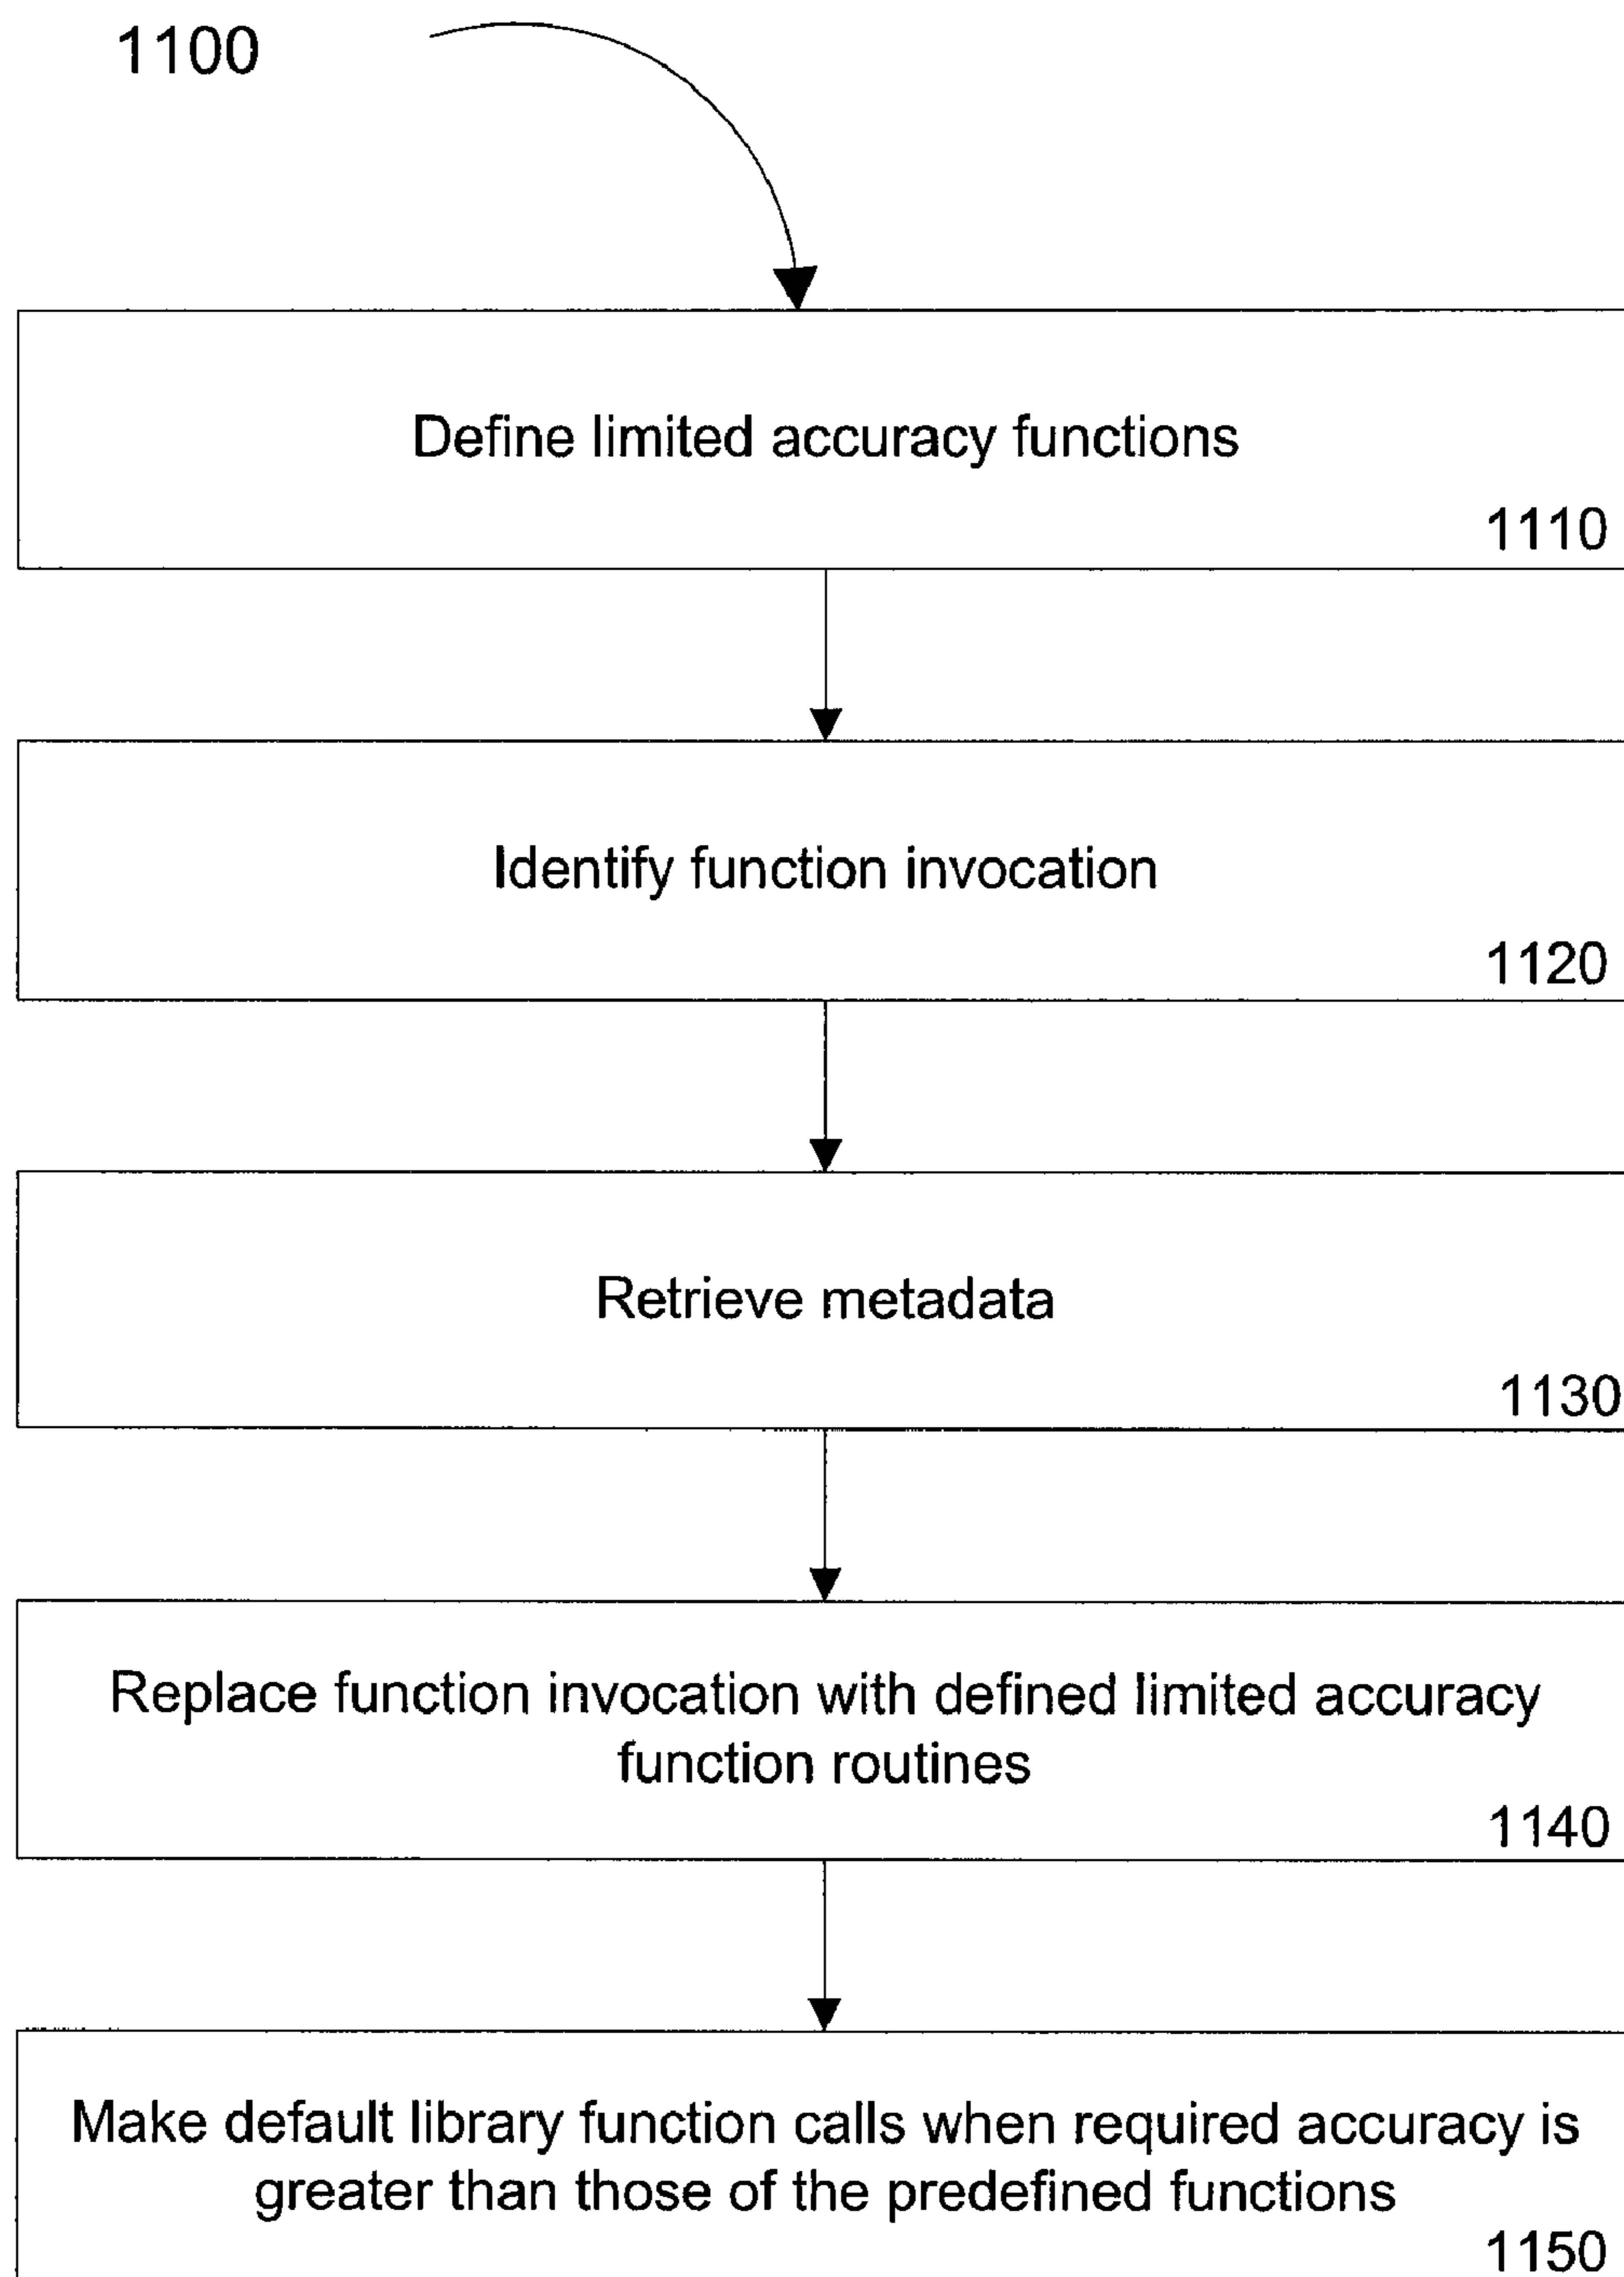 1100
Define limited accuracy functions
1110
Identify function invocation
1120
Retrieve metadata
1130
Replace function invocation with defined limited accuracy
function routines
1140
Make default library function calls when required accuracy is
greater than those of the predefined functions
1150